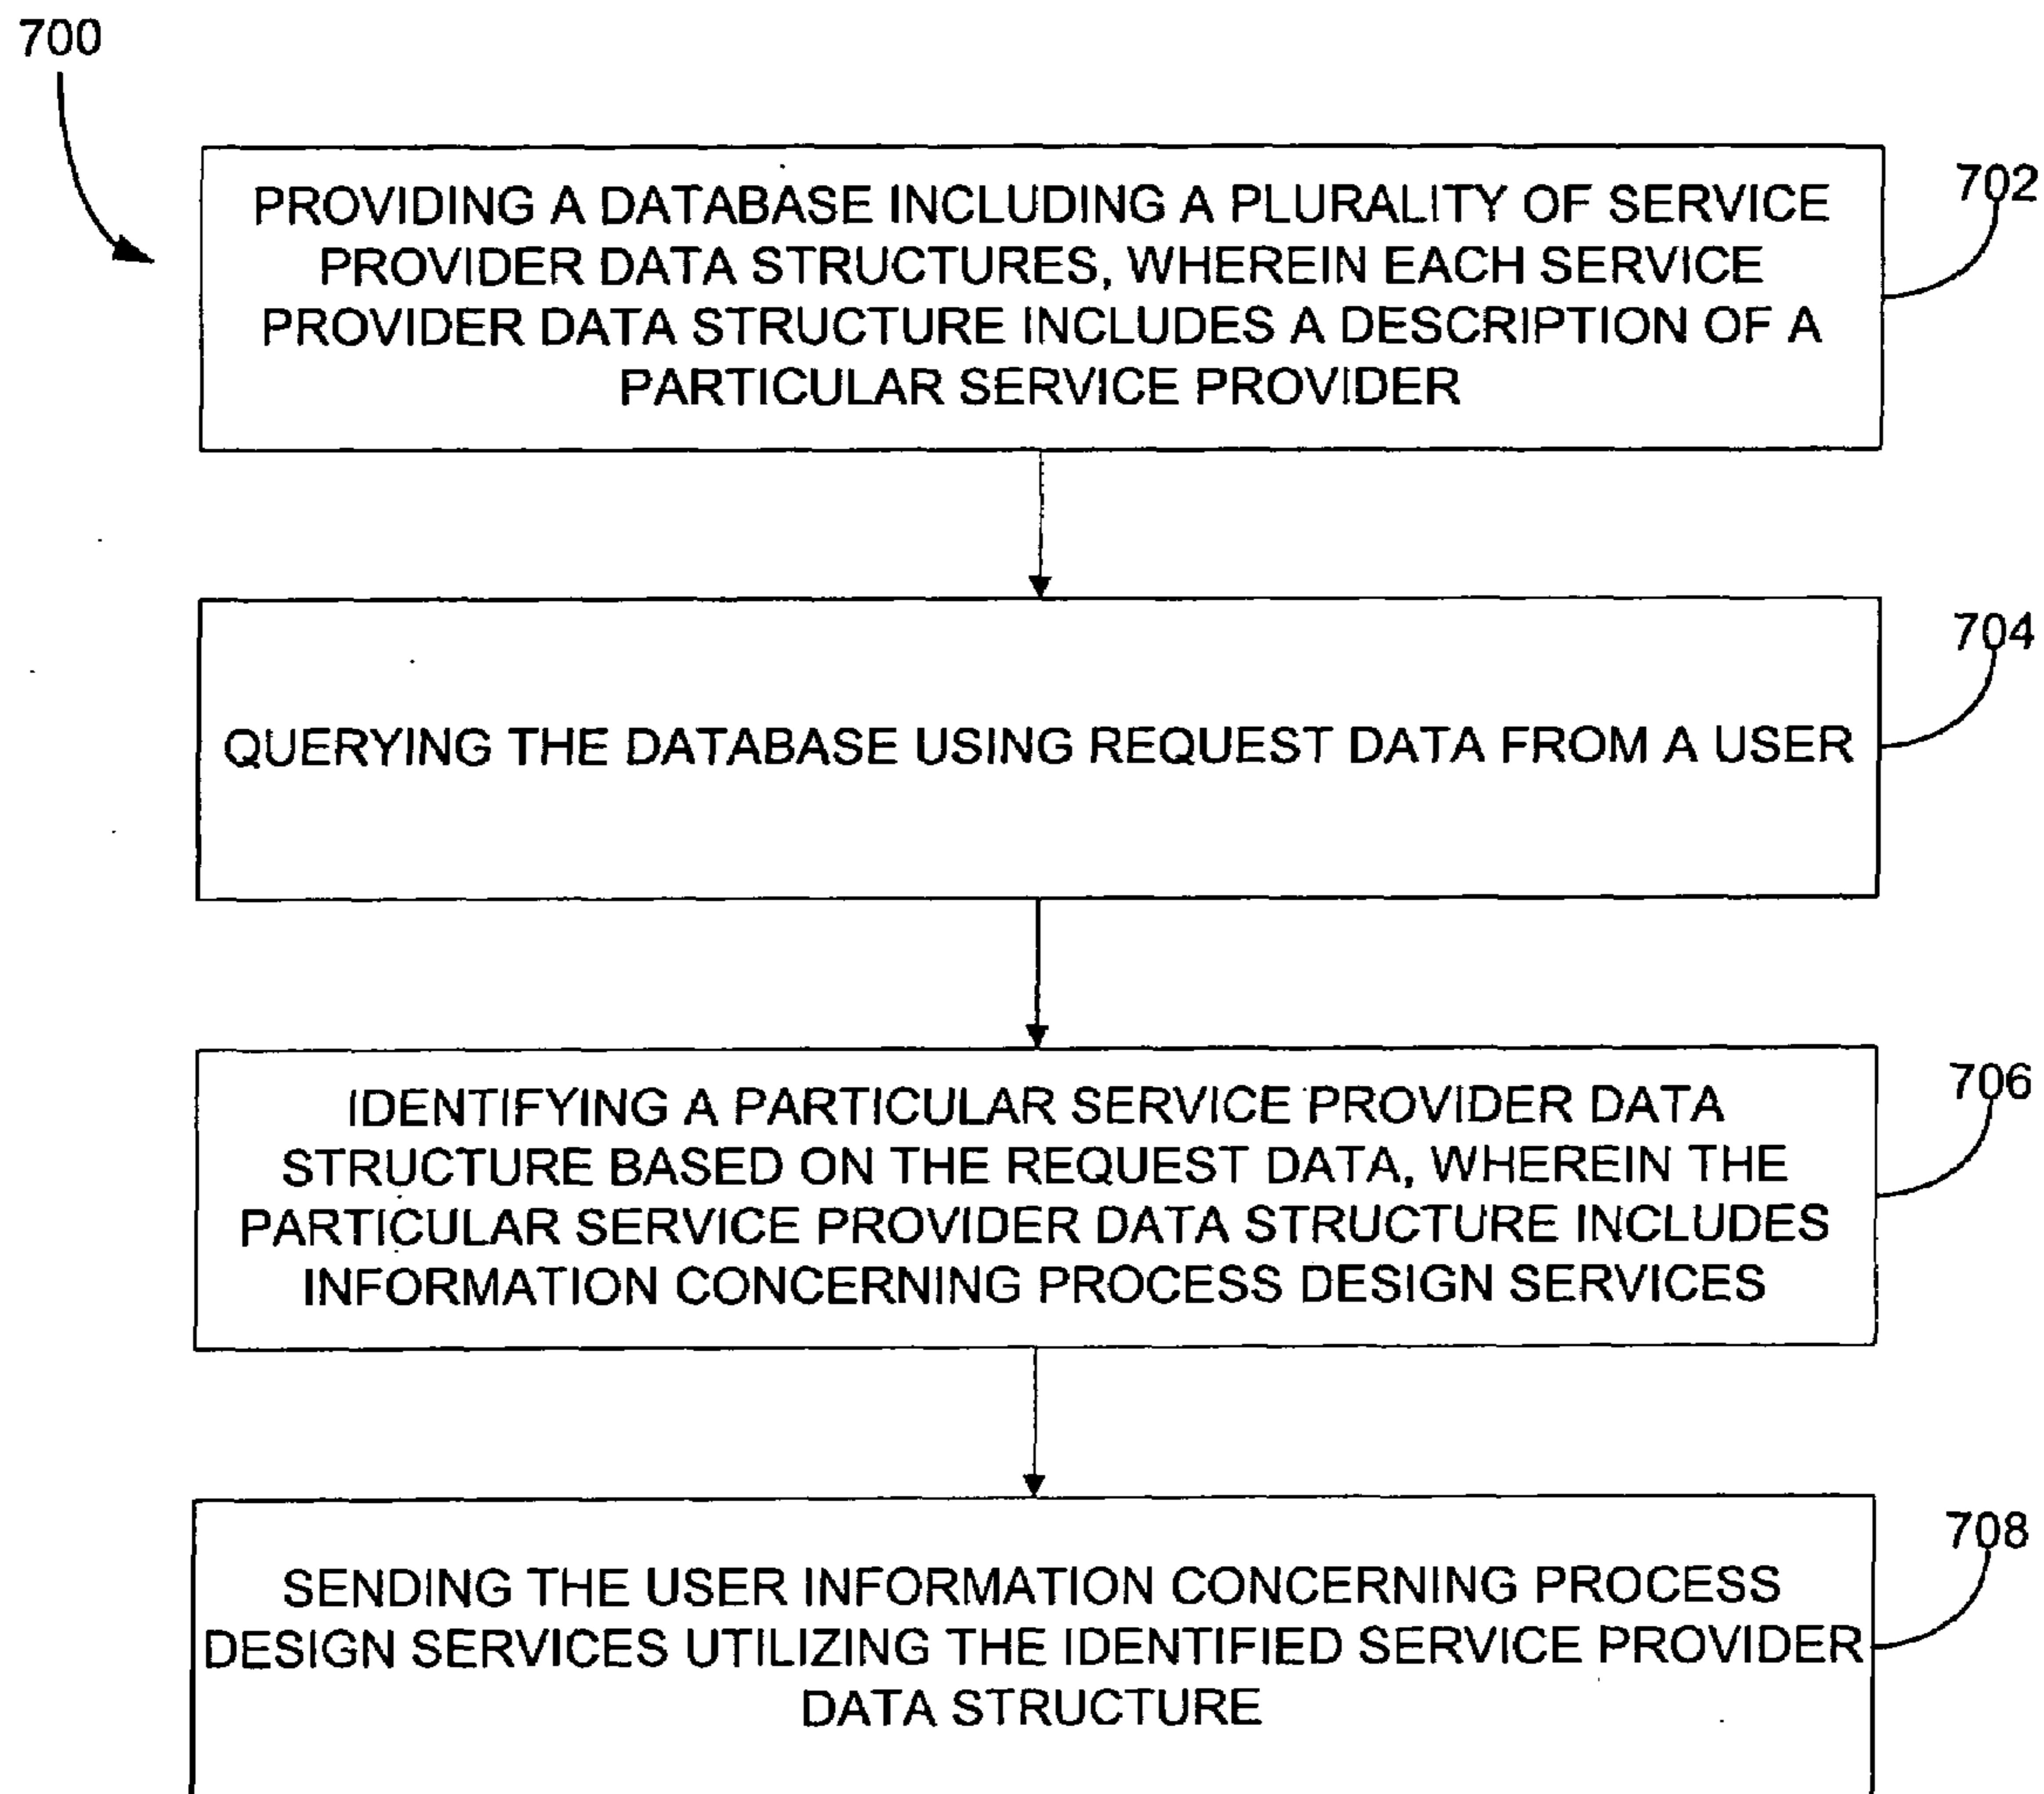 700
PROVIDING A DATABASE INCLUDING A PLURALITY OF SERVICE
PROVIDER DATA STRUCTURES, WHEREIN EACH SERVICE
PROVIDER DATA STRUCTURE INCLUDES A DESCRIPTION OF A
PARTICULAR SERVICE PROVIDER
702
QUERYING THE DATABASE USING REQUEST DATA FROM A USER
704
IDENTIFYING A PARTICULAR SERVICE PROVIDER DATA
STRUCTURE BASED ON THE REQUEST DATA, WHEREIN THE
PARTICULAR SERVICE PROVIDER DATA STRUCTURE INCLUDES
INFORMATION CONCERNING PROCESS DESIGN SERVICES
706
SENDING THE USER INFORMATION CONCERNING PROCESS
DESIGN SERVICES UTILIZING THE IDENTIFIED SERVICE PROVIDER
DATA STRUCTURE
708